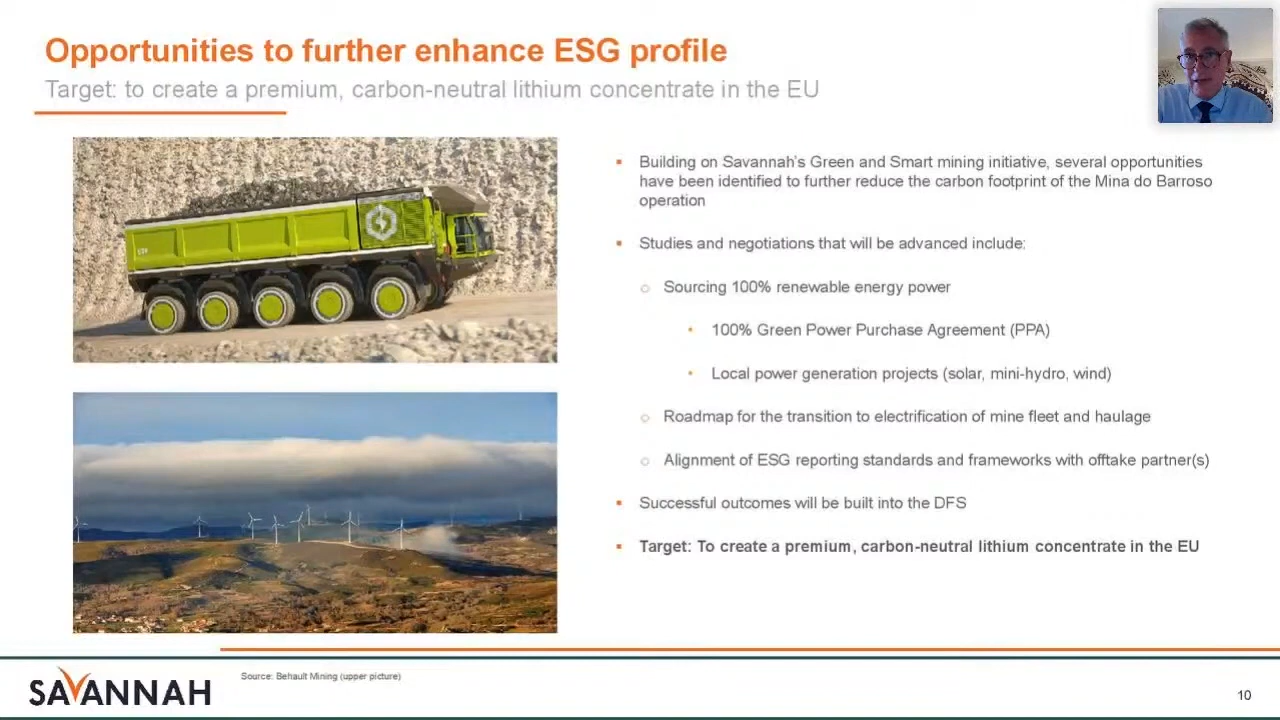 Opportunities to further enhance ESG profile
Target: to create a premium, carbon-neutral lithium concentrate in the EU
Building on Savannah's Green and Smart mining initiative, several opportunities
have been identified to further reduce the carbon footprint of the Mina do Barroso
operation
Studies and negotiations that will be advanced include:
Sourcing 100% renewable energy power
100% Green Power Purchase Agreement (PPA)
Local power generation projects (solar, mini-hydro, wind)
Roadmap for the transition to electrification of mine fleet and haulage
Alignment of ESG reporting standards and frameworks with offtake partner(s)
Successful outcomes will be built into the DFS
Target: To create a premium, carbon-neutral lithium concentrate in the EU
SAVANNAH
Source: Behault Mining (upper picture)
10